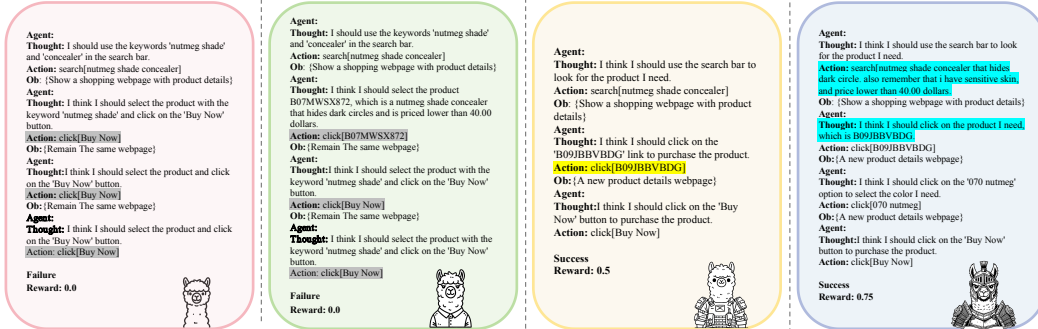 Agent:
Thought: I should use the keywords 'nutmeg shade'
and 'concealer' in the search bar.
Action: search[nutmeg shade concealer]
Ob: {Show a shopping webpage with product details}
Agent:
Thought: I think I should select the product with the
keyword 'nutmeg shade' and click on the 'Buy Now'
button.
Action: click[Buy Now]
Ob:{Remain The same webpage}
Agent:
Thought: I think I should select the product and click
on the 'Buy Now' button.
Action: click[Buy Now]
Ob:{Remain The same webpage}
Agent:
Thought: I think I should select the product and click
on the 'Buy Now' button.
Action: click[Buy Now]
Failure
Reward: 0.0
Agent:
Thought: I should use the keywords 'nutmeg shade'
and 'concealer' in the search bar.
Action: search[nutmeg shade concealer]
Ob: {Show a shopping webpage with product details}
Agent:
Thought: I think I should select the product
B07MWSX872, which is a nutmeg shade concealer
that hides dark circles and is priced lower than 40.00
dollars.
Action: click[B07MWSX872]
Ob:{Remain The same webpage}
Agent:
Thought:I think I should select the product with the
keyword 'nutmeg shade' and click on the 'Buy Now'
button.
Action: click[Buy Now]
Ob:{Remain The same webpage}
Agent:
Thought: I think I should select the product with the
keyword 'nutmeg shade' and click on the 'Buy Now'
button.
Action: click[Buy Now]
Failure
Reward: 0.0
Agent:
Thought: I think I should use the search bar to
look for the product I need.
Action: search[nutmeg shade concealer]
Ob: {Show a shopping webpage with product
details}
Agent:
Thought: I think I should click on the
'B09JBBVBDG' link to purchase the product.
Action: click[B09JBBVBDG]
Ob:{A new product details webpage}
Agent:
Thought:I think I should click on the 'Buy
Now' button to purchase the product.
Action: click[Buy Now]
Success
Reward: 0.5
Agent:
Thought: I think I should use the search bar to look
for the product I need.
Action: search[nutmeg shade concealer that hides
dark circle. also remember that i have sensitive skin,
and price lower than 40.00 dollars.
Ob: {Show a shopping webpage with product details}
Agent:
Thought: I think I should click on the product I need,
which is B09JBBVBDG
Action: click[B09JBBVBDG]
Ob:{A new product details webpage}
Agent:
Thought:I think I should click on the '070 nutmeg'
option to select the color I need.
Action: click[070 nutmeg]
Ob:{A new product details webpage}
Agent:
Thought:I think I should click on the 'Buy Now'
button to purchase the product.
Action: click[Buy Now]
Success
Reward: 0.75